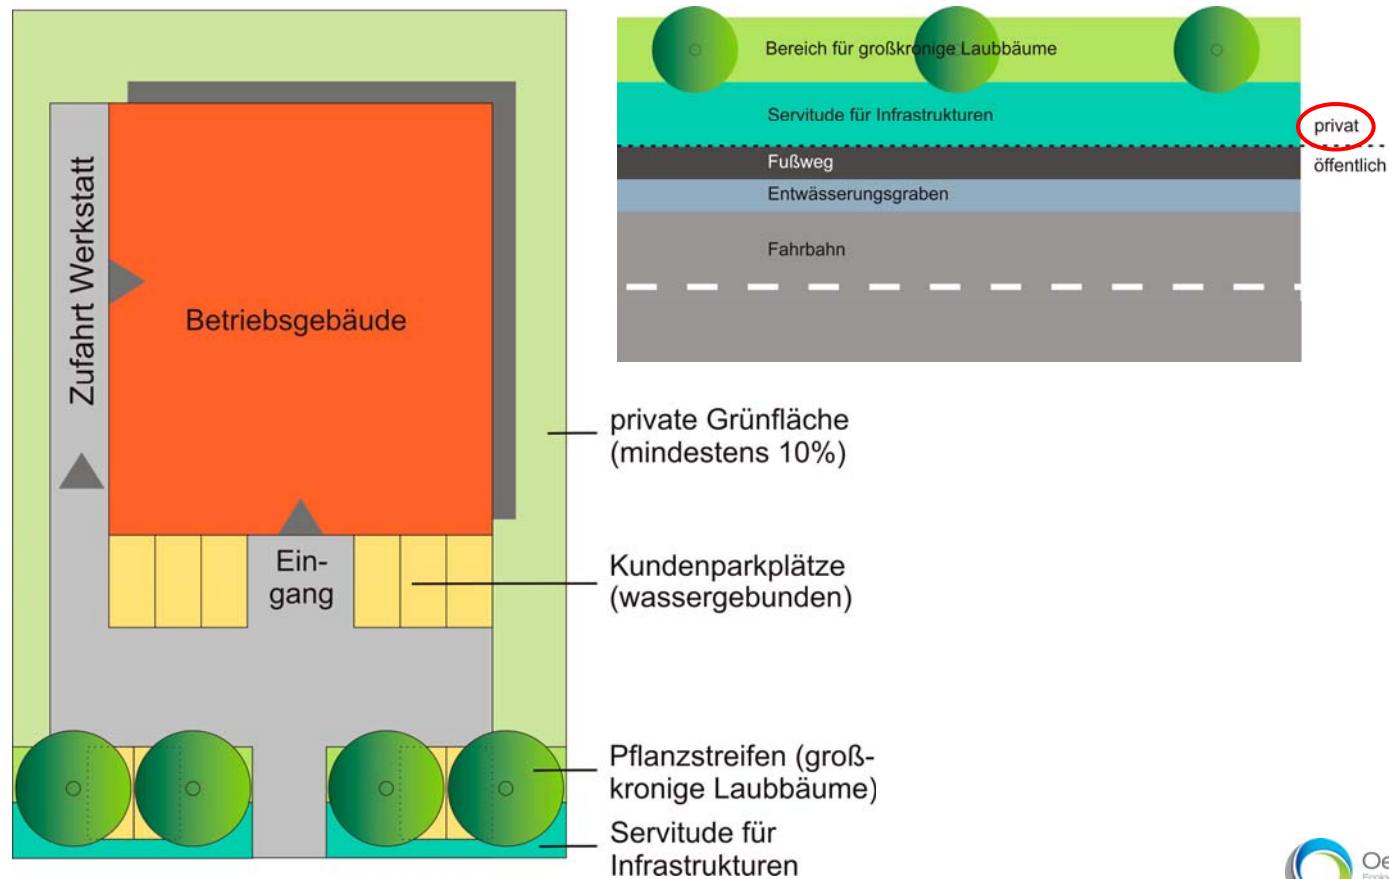 Bereich für großkronige Laubbäume
Servitude für Infrastrukturen
privat
Fußweg
öffentlich
Entwässerungsgraben
Fahrbahn
Zufahrt Werkstatt
Betriebsgebäude
private Grünfläche
(mindestens 10%)
Ein-
gang
Kundenparkplätze
(wassergebunden)
Pflanzstreifen (groß-
kronige Laubbäume)
Servitude für
Infrastrukturen